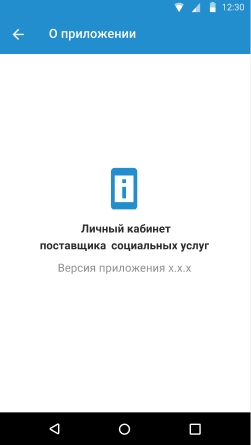 12:30
О приложении
Личный кабинет
поставщика социальных услуг
Версия приложения x.x.x